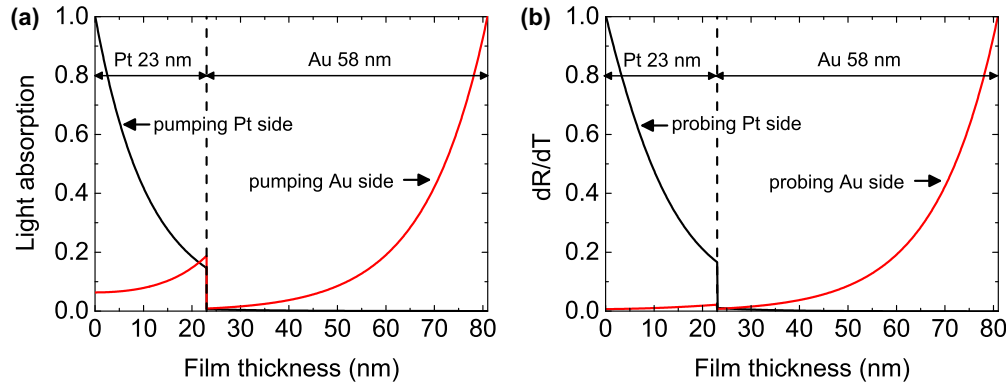 (a)
1.0
0.8
0.6
0.4
0.2
0.0
Light absorption
Pt 23 nm
Au 58 nm
pumping Pt side
pumping Au side
0 10 20 30 40 50 60 70 80
Film thickness (nm)
(b)
1.0
0.8
0.6
0.4
0.2
0.0
dR/dT
Pt 23 nm
Au 58 nm
probing Pt side
probing Au side
0 10 20 30 40 50 60 70 80
Film thickness (nm)